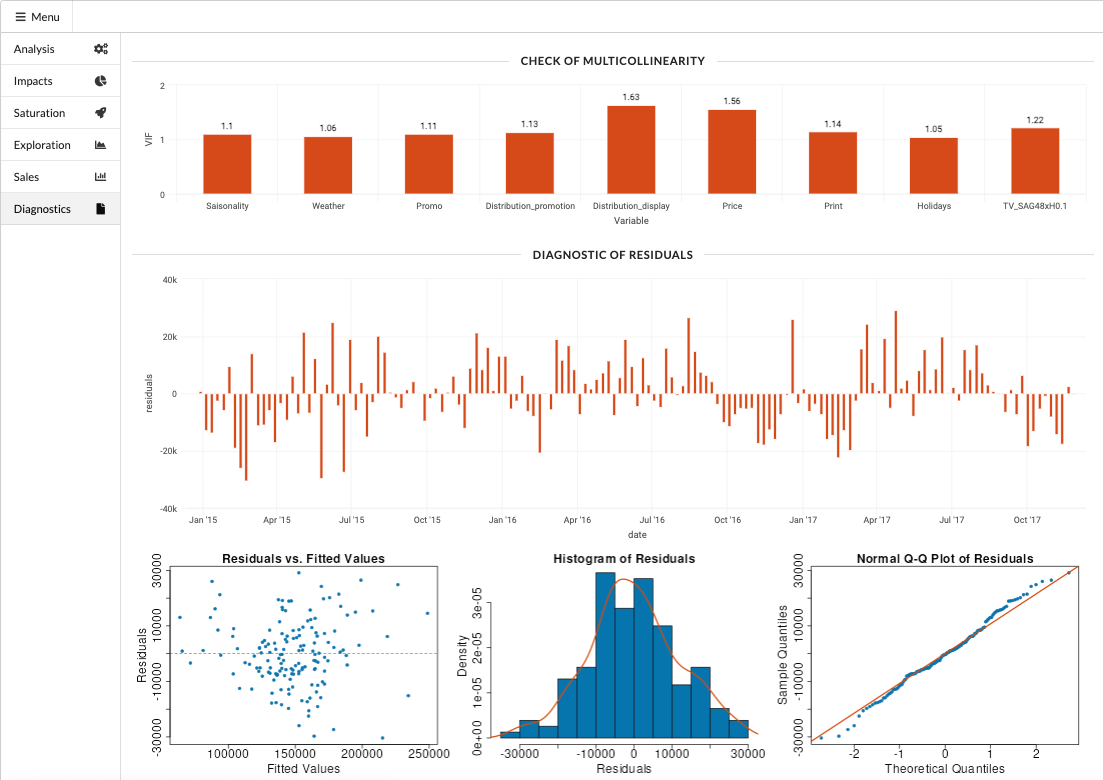 Menu
Analysis
Impacts
Saturation
Exploration
Sales
Diagnostics
CHECK OF MULTICOLLINEARITY
2
1
0
VIF
1.1
1.06
1.11
1.13
1.63
1.56
1.14
1.05
1.22
Saisonality
Weather
Promo
Distribution_promotion
Distribution_display
Price
Print
Holidays
TV_SAG48xH0.1
Variable
DIAGNOSTIC OF RESIDUALS
40k
20k
0
-20k
-40k
residuals
Jan '15
Apr '15
Jul '15
Oct '15
Jan '16
Apr '16
Jul '16
Oct '16
Jan '17
Apr '17
Jul '17
Oct '17
date
Residuals vs. Fitted Values
30000
10000
-10000
-30000
Residuals
100000
150000
200000
250000
Fitted Values
Histogram of Residuals
3e-05
2e-05
1e-05
0e+00
Density
-30000
-10000
0
10000
30000
Residuals
Normal Q-Q Plot of Residuals
30000
10000
-10000
-30000
Sample Quantiles
-2
-1
0
1
2
Theoretical Quantiles